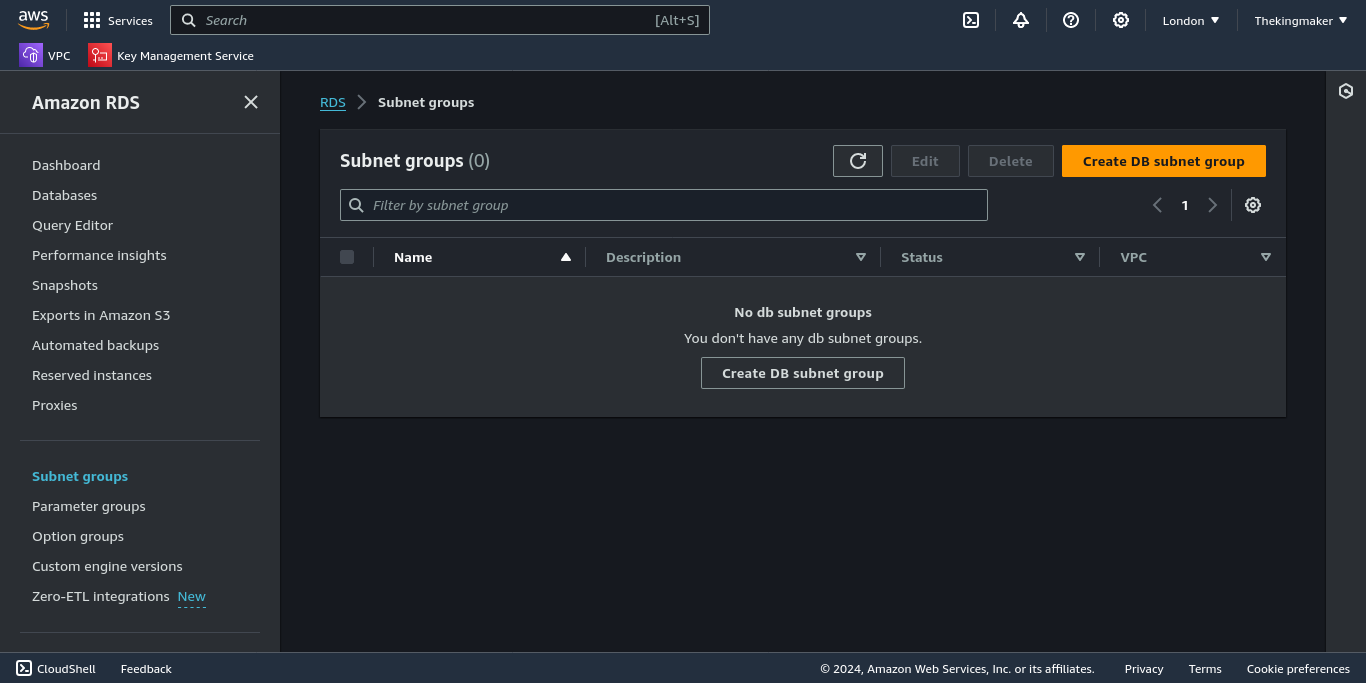 aws
Services
Search [Alt+S]
London
Thekingmaker
VPC
Key Management Service
Amazon RDS
Dashboard
Databases
Query Editor
Performance insights
Snapshots
Exports in Amazon S3
Automated backups
Reserved instances
Proxies
Subnet groups
Parameter groups
Option groups
Custom engine versions
Zero-ETL integrations New
RDS Subnet groups
Subnet groups (0)
Edit
Delete
Create DB subnet group
Filter by subnet group
1
Name Description Status VPC
No db subnet groups
You don't have any db subnet groups.
Create DB subnet group
CloudShell Feedback
© 2024, Amazon Web Services, Inc. or its affiliates. Privacy Terms Cookie preferences